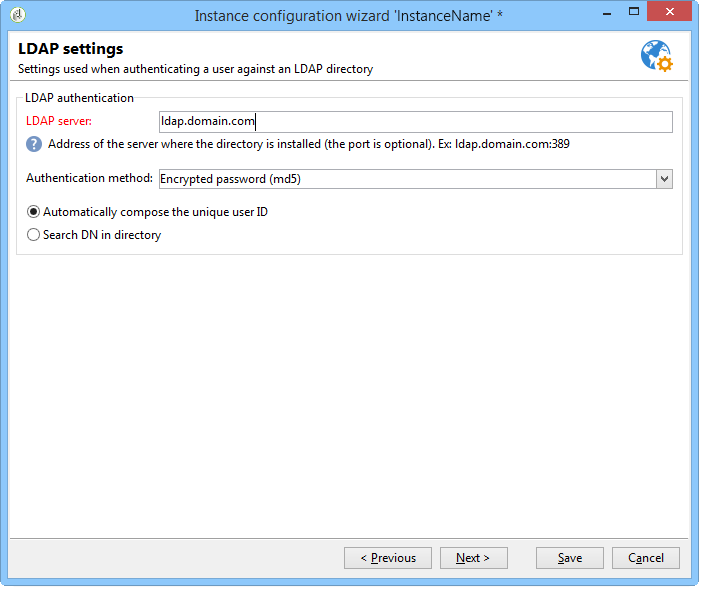 Instance configuration wizard 'InstanceName' *
LDAP settings
Settings used when authenticating a user against an LDAP directory
LDAP authentication
LDAP server: ldap.domain.com
Address of the server where the directory is installed (the port is optional). Ex: ldap.domain.com:389
Authentication method: Encrypted password (md5)
Automatically compose the unique user ID
Search DN in directory
< Previous Next > Save Cancel